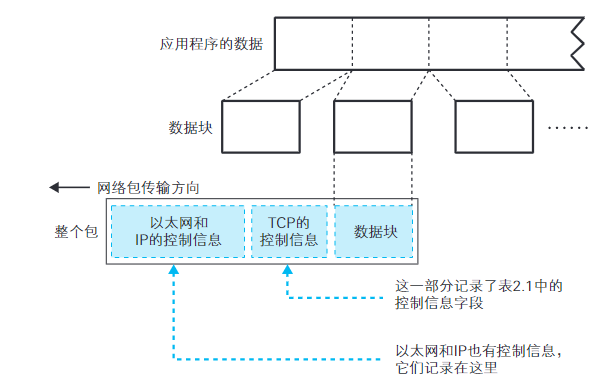 应用程序的数据
数据块
……
网络包传输方向
整个包
以太网和
IP的控制信息
TCP的
控制信息
数据块
这一部分记录了表2.1中的
控制信息字段
以太网和IP也有控制信息，
它们记录在这里